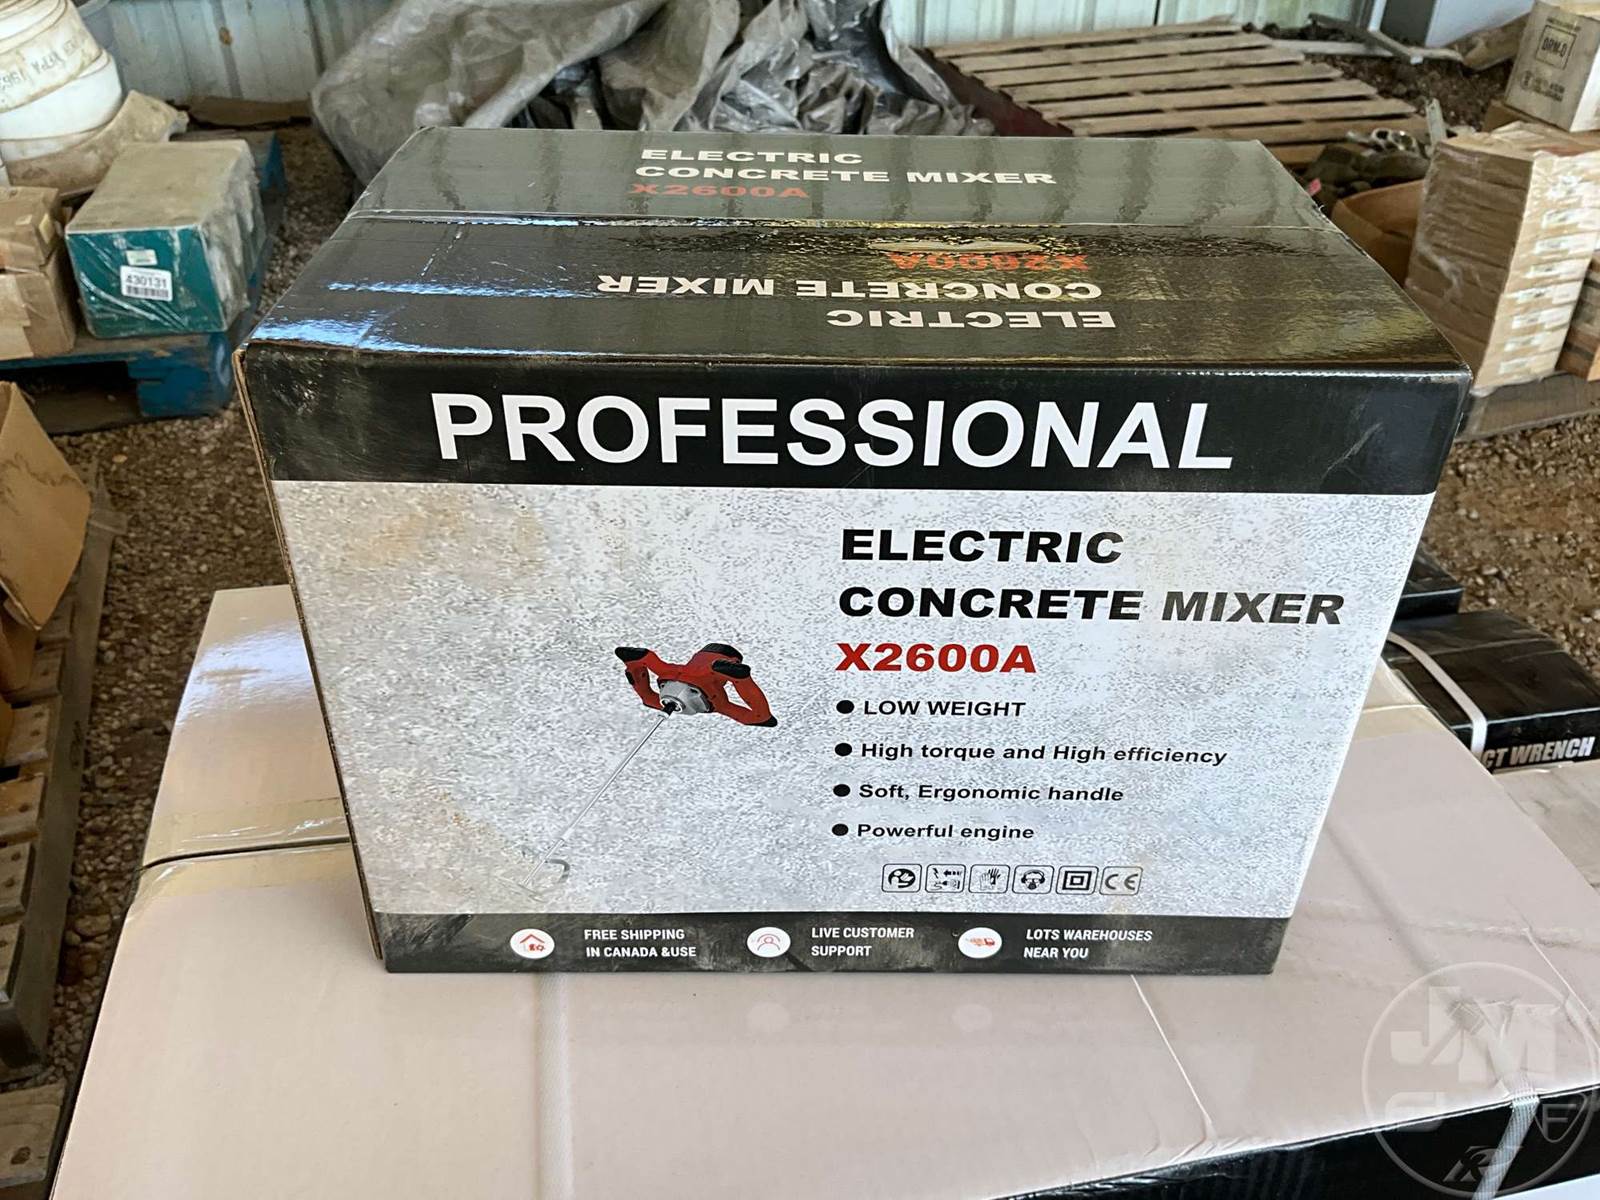 ELECTRIC
CONCRETE MIXER
X2600A
X2600A
CONCRETE MIXER
ELECTRIC
PROFESSIONAL
ELECTRIC
CONCRETE MIXER
X2600A
● LOW WEIGHT
● High torque and High efficiency
● Soft, Ergonomic handle
● Powerful engine
CE
FREE SHIPPING
IN CANADA &USE
LIVE CUSTOMER
SUPPORT
LOTS WAREHOUSES
NEAR YOU
430131
CT WRENCH
JM